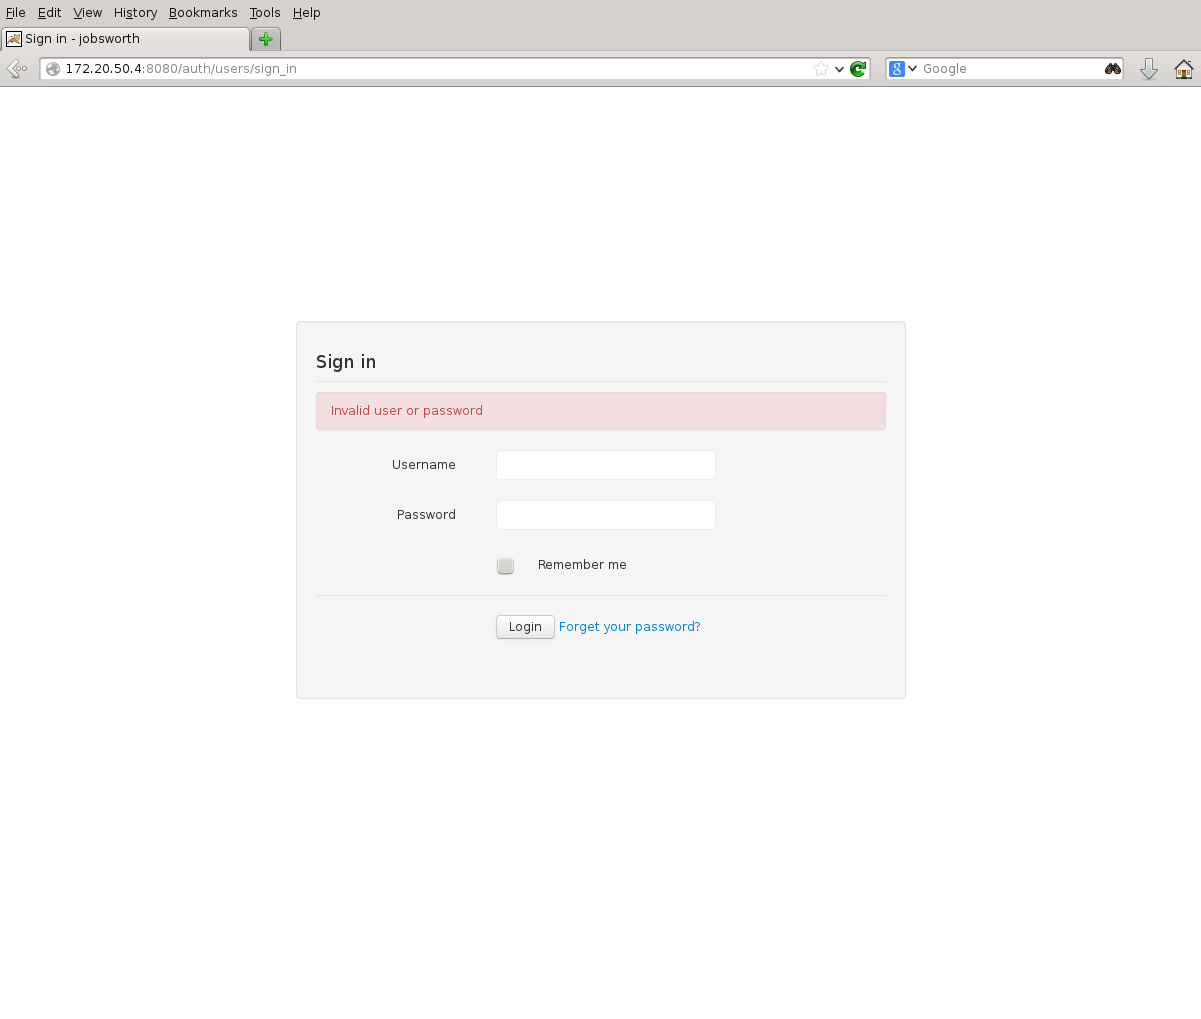 File Edit View History Bookmarks Tools Help
Sign in - jobsworth
172.20.50.4:8080/auth/users/sign_in
8 Google
Sign in
Invalid user or password
Username
Password
Remember me
Login Forget your password?